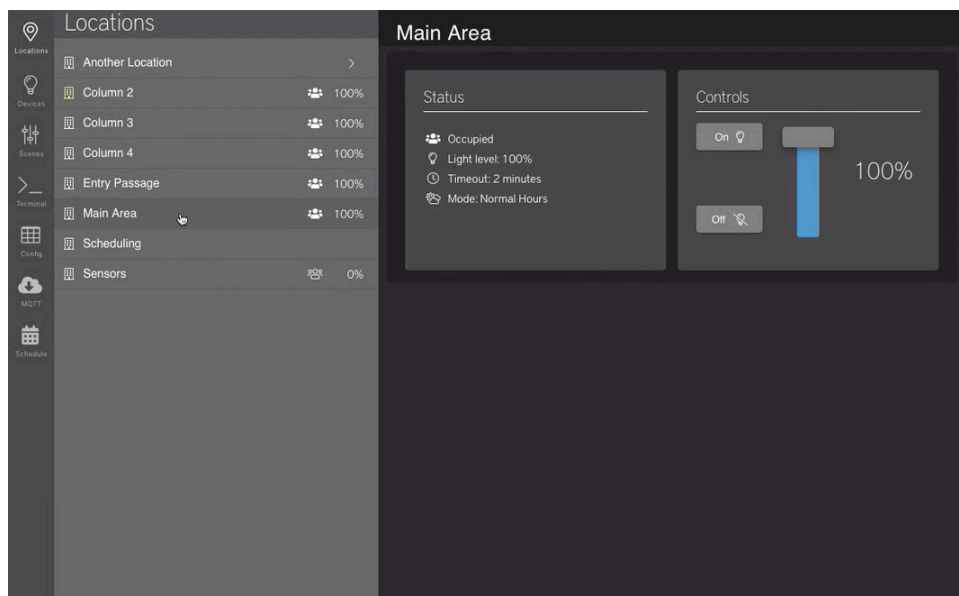 Locations
Devices
Scenes
Terminal
Config
MQTT
Schedule
Locations
Another Location
Column 2 100%
Column 3 100%
Column 4 100%
Entry Passage 100%
Main Area 100%
Scheduling
Sensors 0%
Main Area
Status
Occupied
Light level: 100%
Timeout: 2 minutes
Mode: Normal Hours
Controls
On
100%
Off